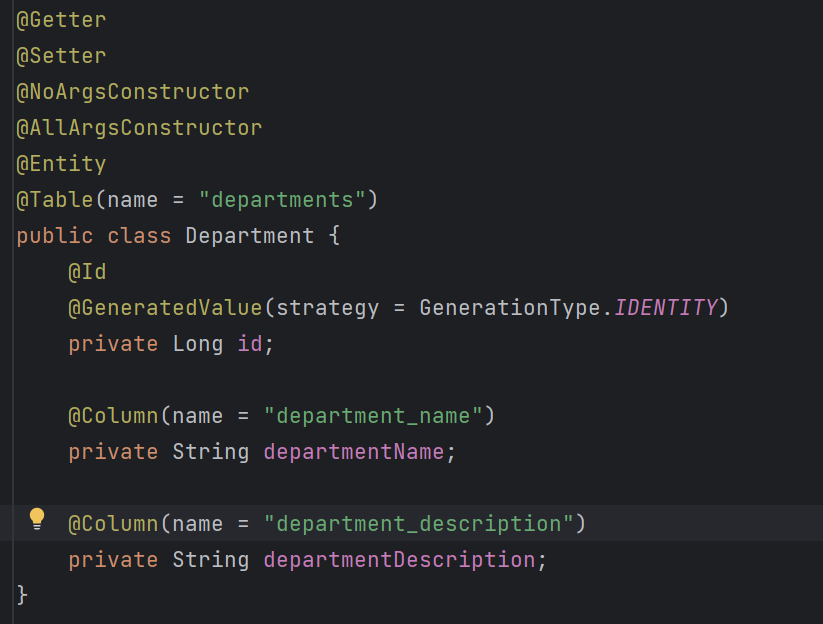 @Getter
@Setter
@NoArgsConstructor
@AllArgsConstructor
@Entity
@Table(name = "departments")
public class Department {
    @Id
    @GeneratedValue(strategy = GenerationType.IDENTITY)
    private Long id;

    @Column(name = "department_name")
    private String departmentName;

    @Column(name = "department_description")
    private String departmentDescription;
}